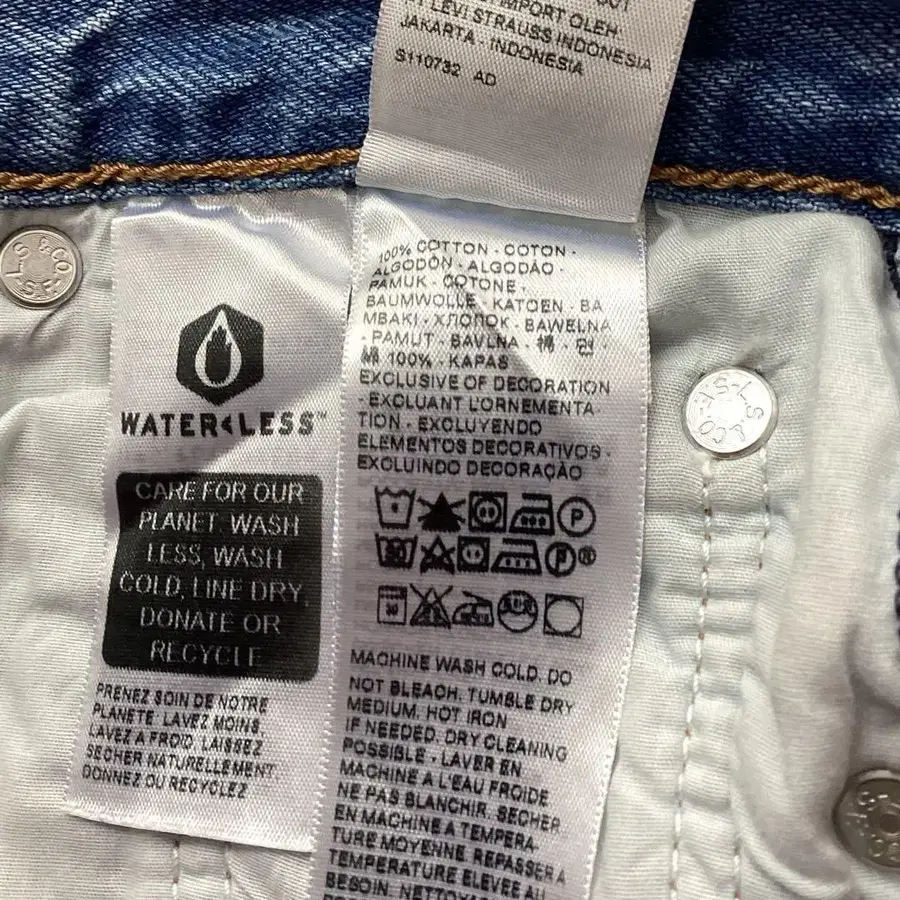 IMPORT OLEH
PT LEVI STRAUSS INDONESIA
JAKARTA - INDONESIA
S110732 AD
WATER<LESS™
CARE FOR OUR
PLANET. WASH
LESS, WASH
COLD, LINE DRY,
DONATE OR
RECYCLE
PRENEZ SOIN DE NOTRE
PLANETE. LAVEZ MOINS,
LAVEZ A FROID, LAISSEZ
SECHER NATURELLEMENT,
DONNEZ OU RECYCLEZ
100% COTTON - COTON -
ALGODÓN - ALGODÃO -
PAMUK - COTONE -
BAUMWOLLE - KATOEN - BA
MBAKI - ХЛОПОК - BAWEŁNA
- PAMUT - BAVLNA - 棉 - 면 -
綿 100% - KAPAS
EXCLUSIVE OF DECORATION
- EXCLUANT L'ORNEMENTA-
TION - EXCLUYENDO
ELEMENTOS DECORATIVOS -
EXCLUINDO DECORAÇÃO
P
30 P®
MACHINE WASH COLD. DO
NOT BLEACH. TUMBLE DRY
MEDIUM. HOT IRON
IF NEEDED. DRY CLEANING
POSSIBLE - LAVER EN
MACHINE A L'EAU FROIDE
NE PAS BLANCHIR. SECHER
EN MACHINE A TEMPERA-
TURE MOYENNE. REPASSER A
TEMPERATURE ELEVEE AU
L.S. & CO.
L.S. & CO.